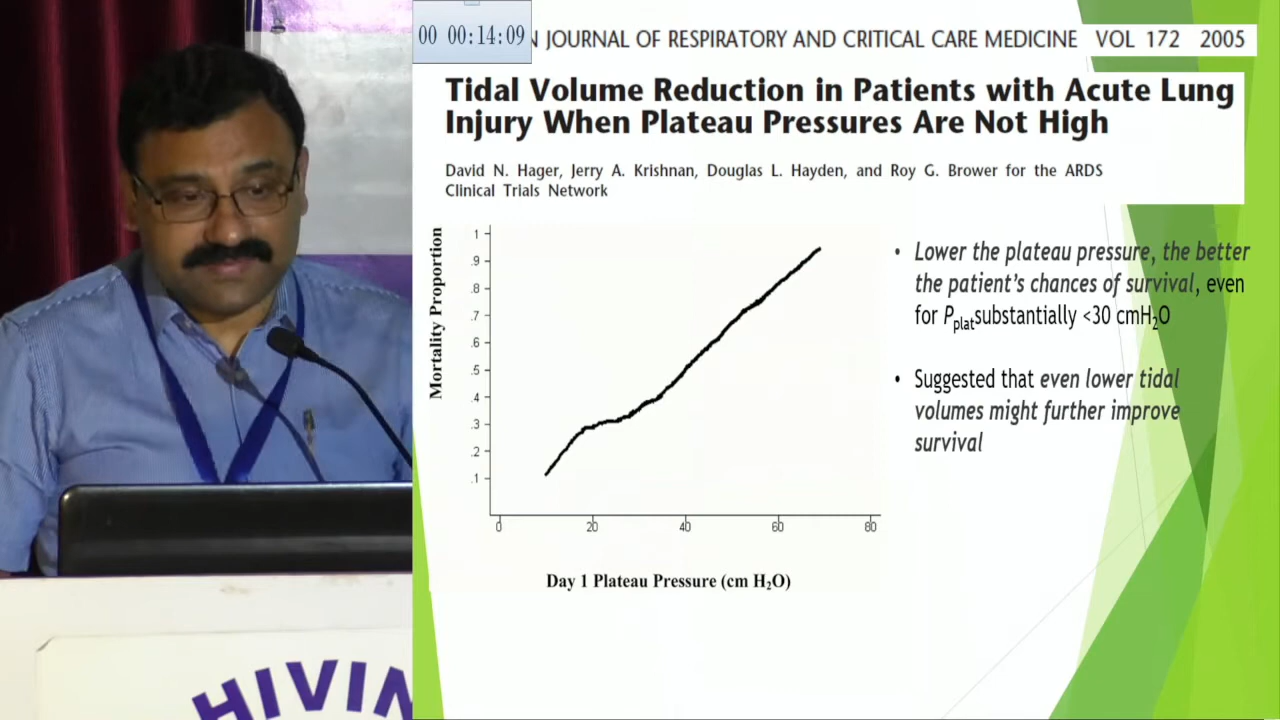 00 00:14:09
N JOURNAL OF RESPIRATORY AND CRITICAL CARE MEDICINE VOL 172 2005
Tidal Volume Reduction in Patients with Acute Lung
Injury When Plateau Pressures Are Not High
David N. Hager, Jerry A. Krishnan, Douglas L. Hayden, and Roy G. Brower for the ARDS
Clinical Trials Network
Mortality Proportion
1
.9
.8
.7
.6
.5
.4
.3
.2
.1
0 20 40 60 80
Day 1 Plateau Pressure (cm H₂O)
• Lower the plateau pressure, the better
the patient's chances of survival, even
for Pplatsubstantially <30 cmH₂O
• Suggested that even lower tidal
volumes might further improve
survival
HIVIN